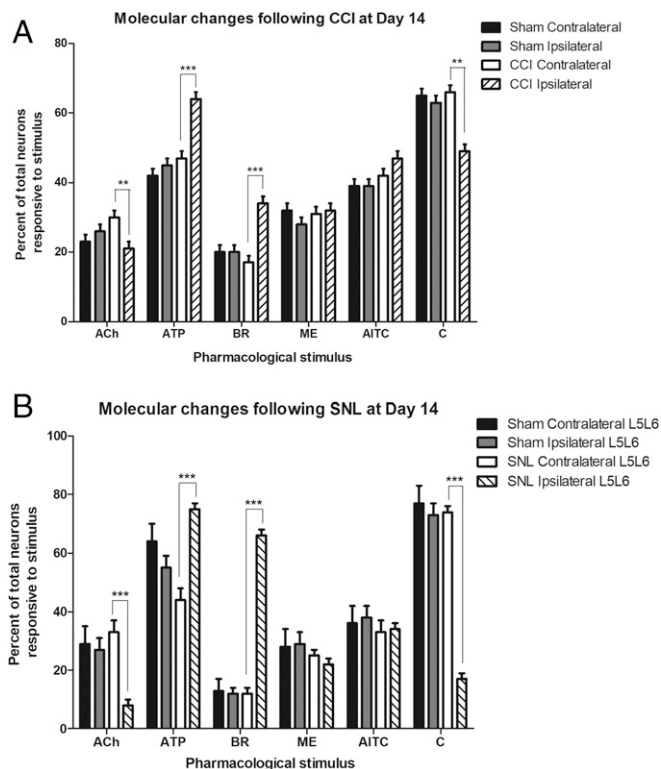 A
Molecular changes following CCI at Day 14
Sham Contralateral
Sham Ipsilateral
CCI Contralateral
CCI Ipsilateral
Percent of total neurons
responsive to stimulus
80
60
40
20
0
**
***
***
**
ACh ATP BR ME AITC C
Pharmacological stimulus
B
Molecular changes following SNL at Day 14
Sham Contralateral L5L6
Sham Ipsilateral L5L6
SNL Contralateral L5L6
SNL Ipsilateral L5L6
Percent of total neurons
responsive to stimulus
100
80
60
40
20
0
***
***
***
***
ACh ATP BR ME AITC C
Pharmacological stimulus